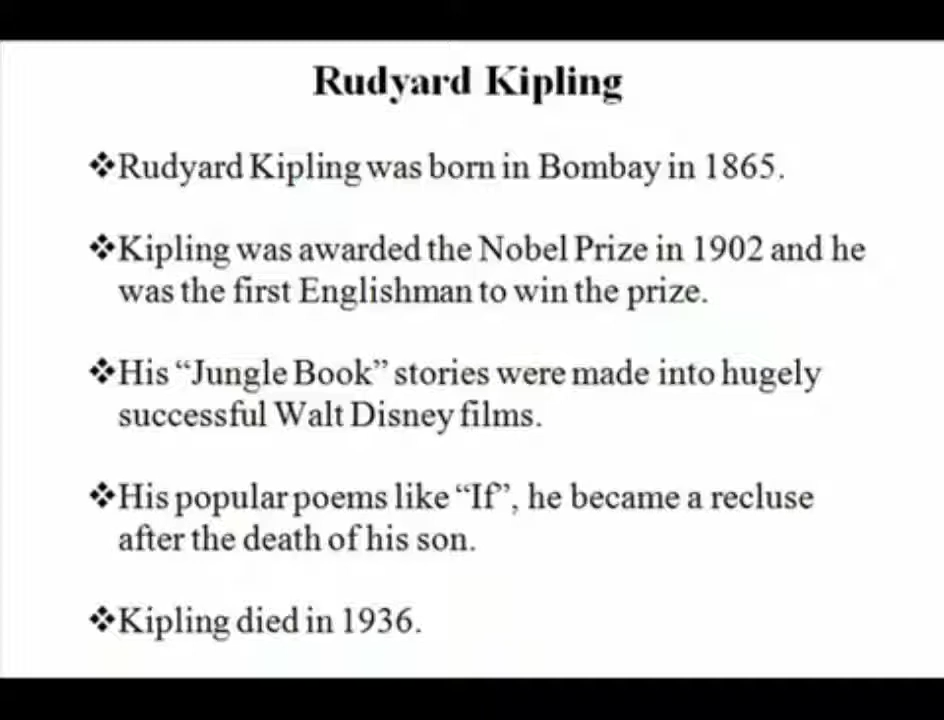 Rudyard Kipling
❖Rudyard Kipling was born in Bombay in 1865.
❖Kipling was awarded the Nobel Prize in 1902 and he
was the first Englishman to win the prize.
❖His “Jungle Book” stories were made into hugely
successful Walt Disney films.
❖His popular poems like “If”, he became a recluse
after the death of his son.
❖Kipling died in 1936.